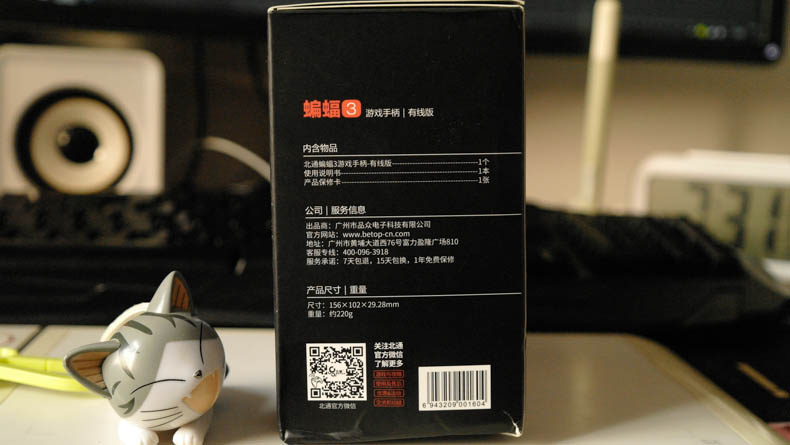 蝙蝠3 游戏手柄 | 有线版
内含物品
北通蝙蝠3游戏手柄-有线版--------------------------------1个
使用说明书--------------------------------------------------1本
产品保修卡--------------------------------------------------1张
公司 | 服务信息
出品商：广州市品众电子科技有限公司
官方网站：www.betop-cn.com
地址：广州市黄埔大道西76号富力盈隆广场810
客服专线：400-096-3918
服务承诺：7天包退，15天包换，1年免费保修
产品尺寸 | 重量
尺寸：156×102×29.28mm
重量：约220g
关注北通
官方微信
了解更多
北通官方微信
6 943209 001604